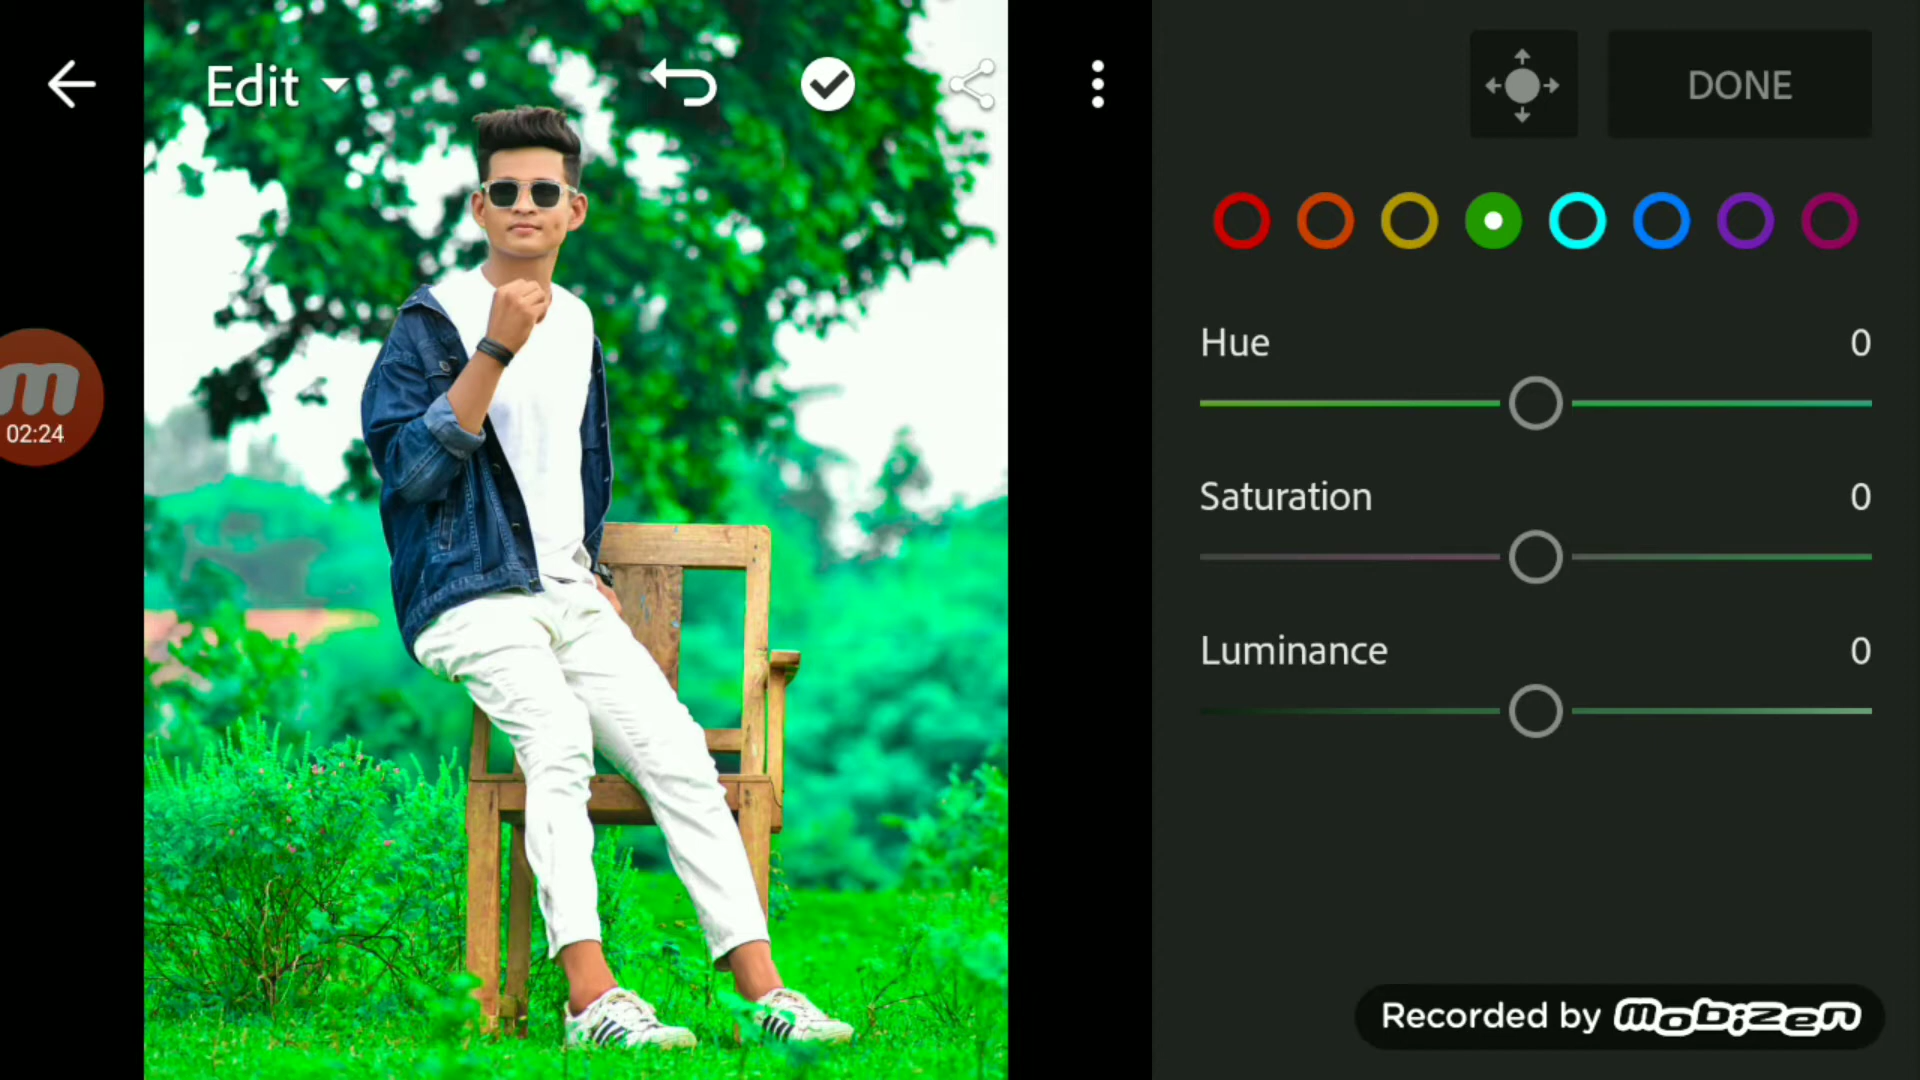 Edit
DONE
02:24
Hue 0
Saturation 0
Luminance 0
Recorded by mobizen